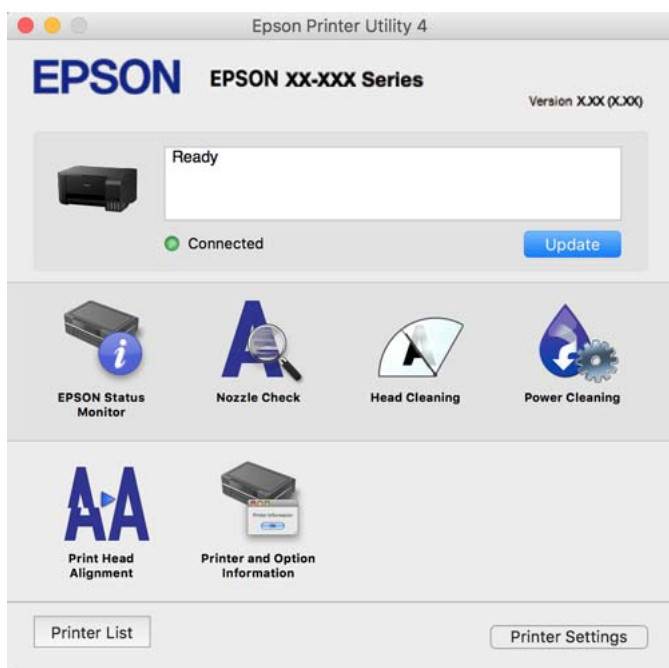 Epson Printer Utility 4
EPSON
EPSON XX-XXX Series
Version X.XX (X.XX)
Ready
Connected
Update
EPSON Status
Monitor
Nozzle Check
Head Cleaning
Power Cleaning
Print Head
Alignment
Printer and Option
Information
Printer List
Printer Settings